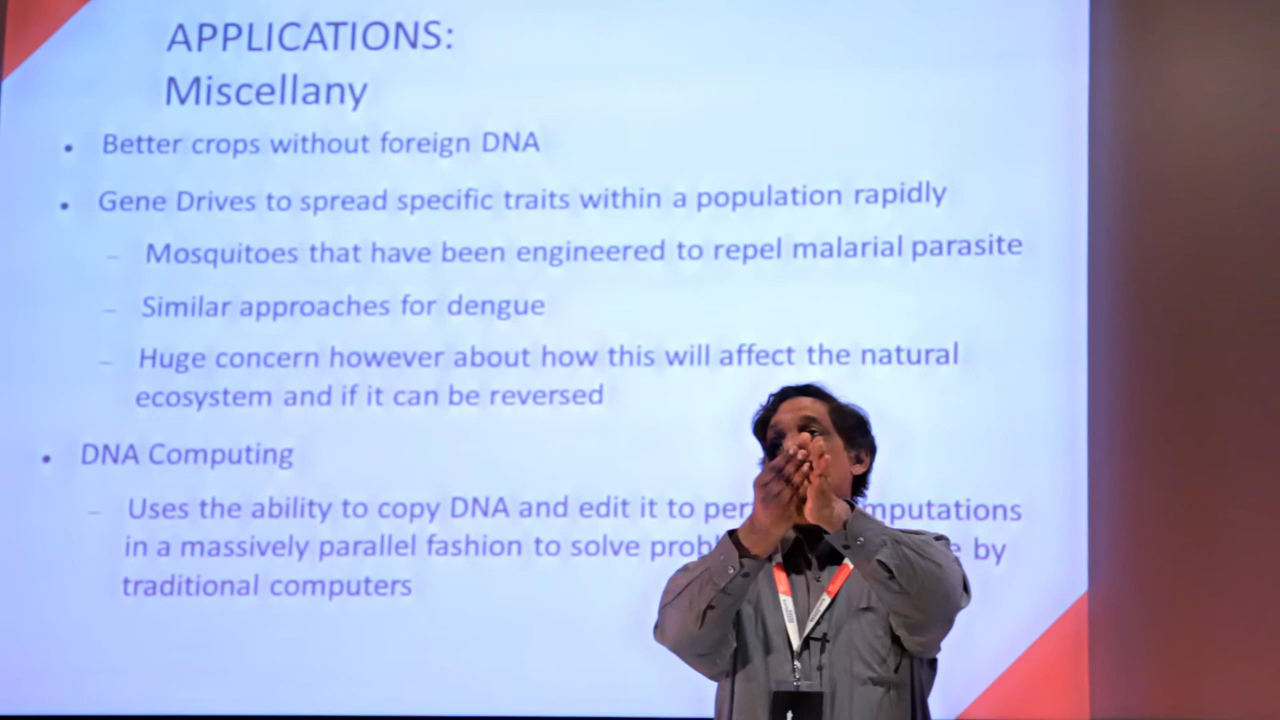 APPLICATIONS:
Miscellany
• Better crops without foreign DNA
• Gene Drives to spread specific traits within a population rapidly
– Mosquitoes that have been engineered to repel malarial parasite
– Similar approaches for dengue
– Huge concern however about how this will affect the natural
ecosystem and if it can be reversed
• DNA Computing
– Uses the ability to copy DNA and edit it to
in a massively parallel fashion to solve by
traditional computers